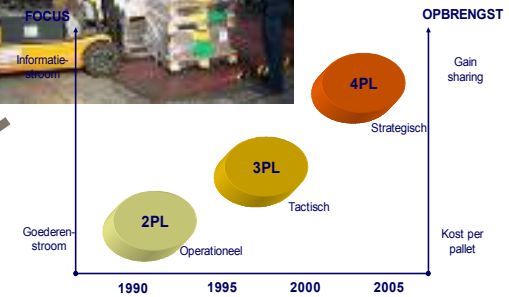 FOCUS
OPBRENGST
Informatie-
stroom
Gain
sharing
4PL
Strategisch
3PL
Tactisch
2PL
Operationeel
Goederen-
stroom
Kost per
pallet
1990
1995
2000
2005